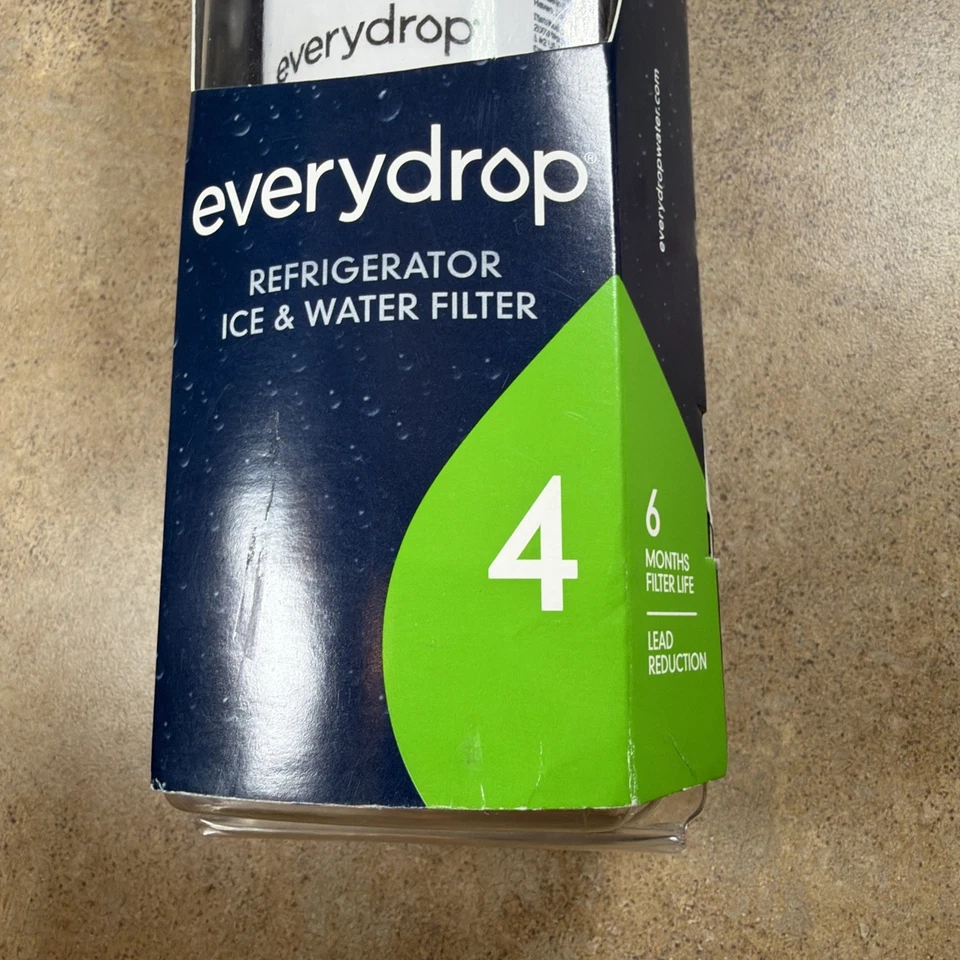 everydrop
everydrop®
REFRIGERATOR
ICE & WATER FILTER
4
everydropwater.com
6
MONTHS
FILTER LIFE
LEAD
REDUCTION